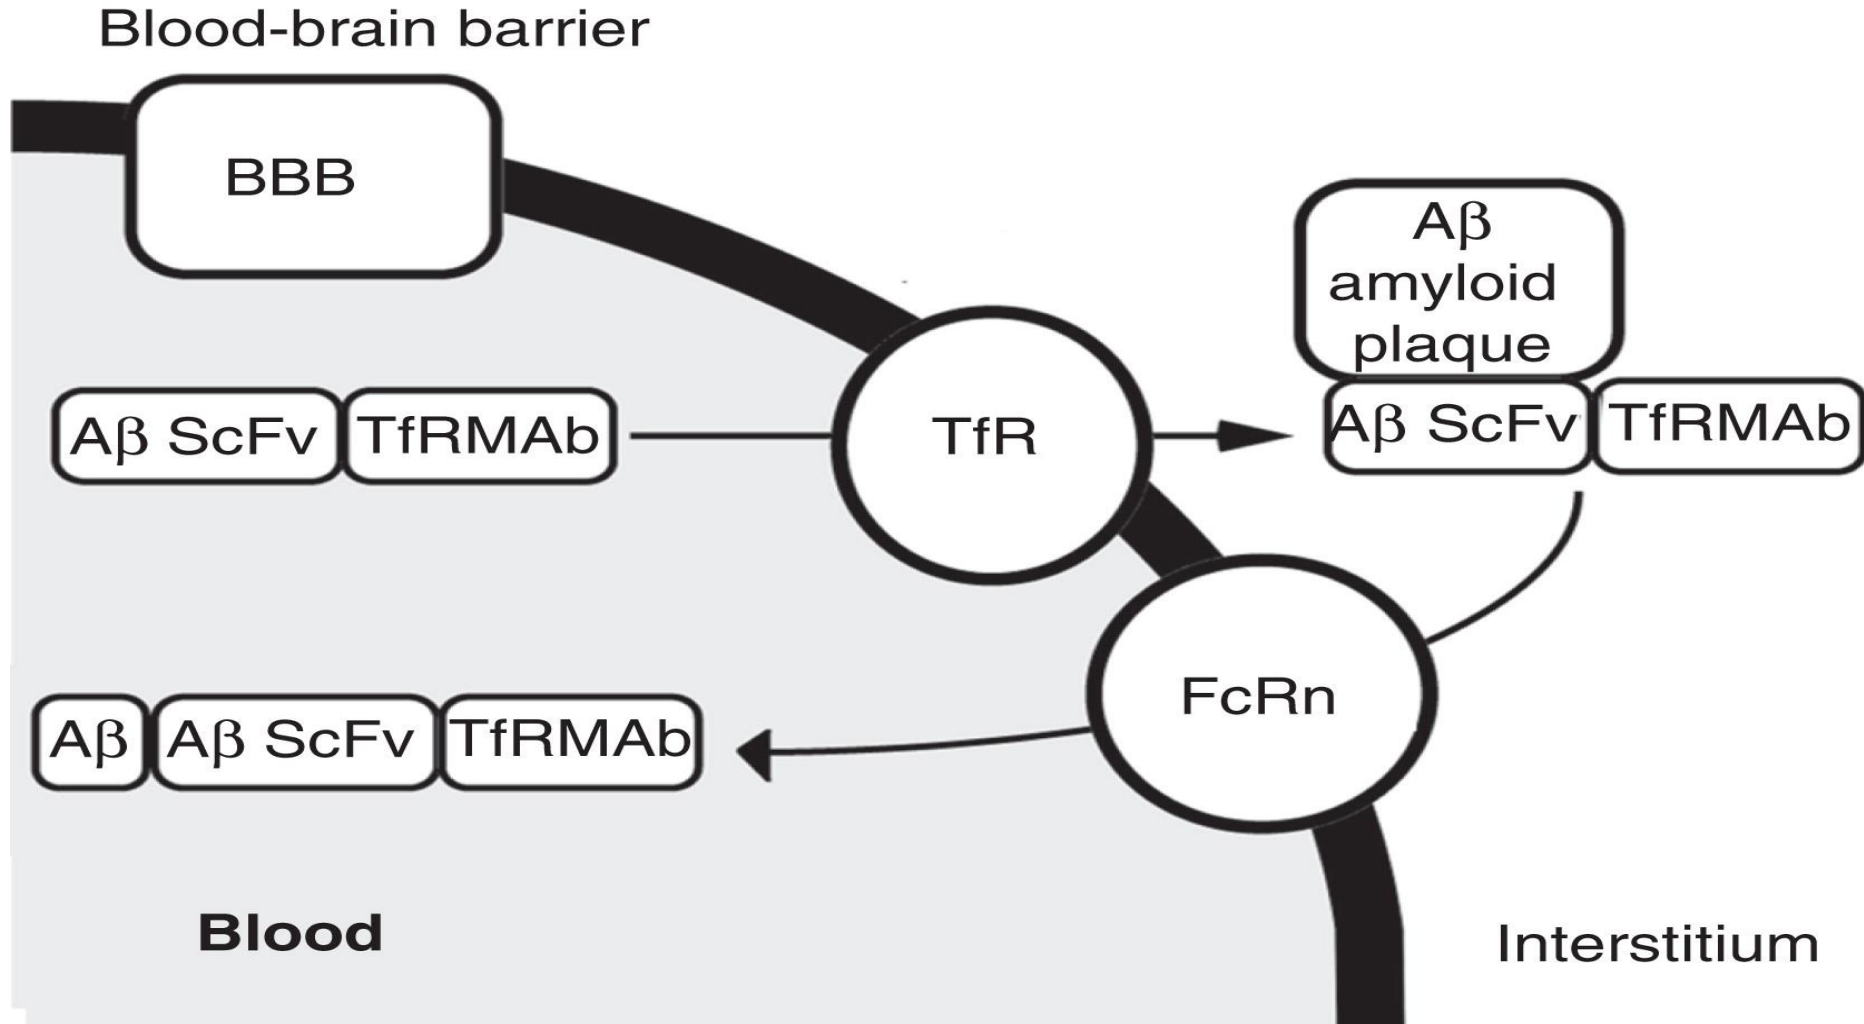 Blood-brain barrier
BBB
Aβ
amyloid
plaque
Aβ ScFv TfRMAb
TfR
Aβ ScFv TfRMAb
FcRn
Aβ Aβ ScFv TfRMAb
Blood
Interstitium